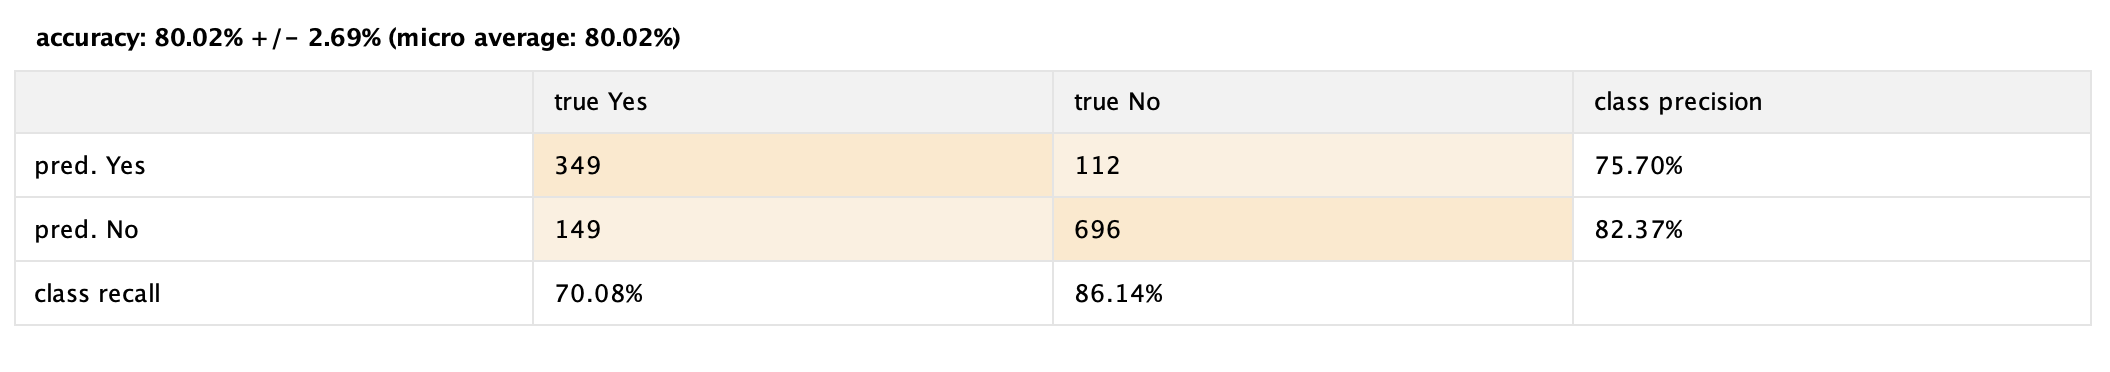 accuracy: 80.02% +/- 2.69% (micro average: 80.02%)
true Yes true No class precision
pred. Yes 349 112 75.70%
pred. No 149 696 82.37%
class recall 70.08% 86.14%